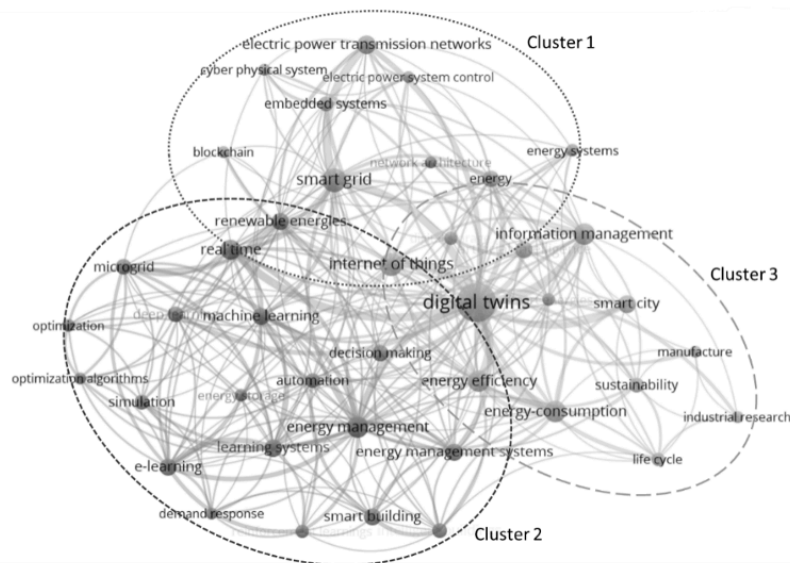 electric power transmission networks
Cluster 1
cyber physical system
electric power system control
embedded systems
blockchain
network architecture
energy systems
smart grid
energy
renewable energies
information management
real time
internet of things
microgrid
Cluster 3
digital twins
smart city
deep learning
machine learning
optimization
decision making
manufacture
optimization algorithms
automation
energy efficiency
sustainability
energy storage
simulation
energy-consumption
industrial research
energy management
learning systems
energy management systems
life cycle
e-learning
demand response
smart building
Cluster 2